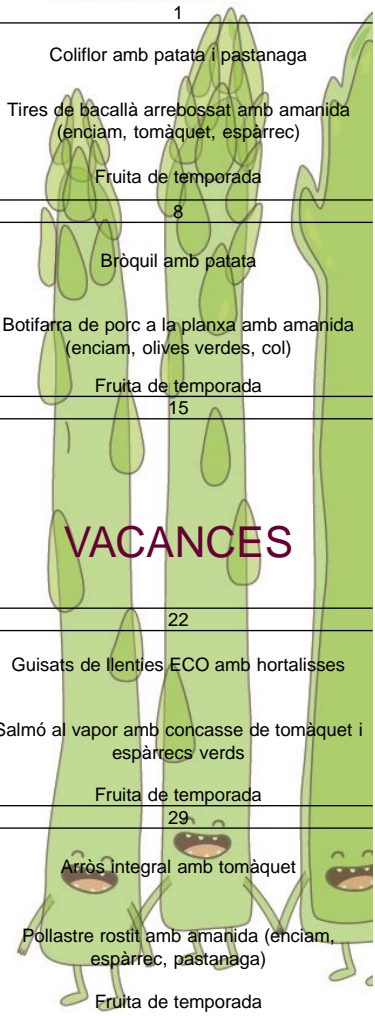 1
Coliflor amb patata i pastanaga
Tires de bacallà arrebossat amb amanida
(enciam, tomàquet, espàrrec)
Fruita de temporada
8
Bròquil amb patata
Botifarra de porc a la planxa amb amanida
(enciam, olives verdes, col)
Fruita de temporada
15
VACANCES
22
Guisats de llenties ECO amb hortalisses
Salmó al vapor amb concasse de tomàquet i
espàrrecs verds
Fruita de temporada
29
Arròs integral amb tomàquet
Pollastre rostit amb amanida (enciam,
espàrrec, pastanaga)
Fruita de temporada